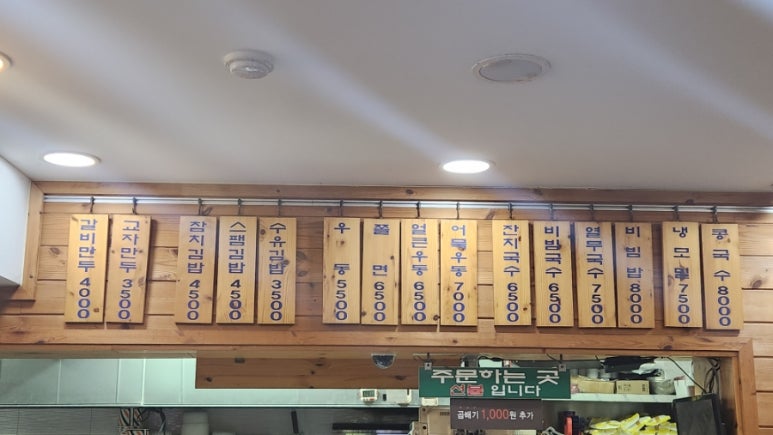 갈비만두 4000
교자만두 3500
참치김밥 4500
스팸김밥 4500
수유김밥 3500
우동 5500
쫄면 6500
얼큰우동 6500
어묵우동 7000
잔치국수 6500
비빔국수 6500
열무국수 7500
비빔밥 8000
냉모밀 7500
콩국수 8000
주문하는 곳
입니다
곱배기 1,000원 추가